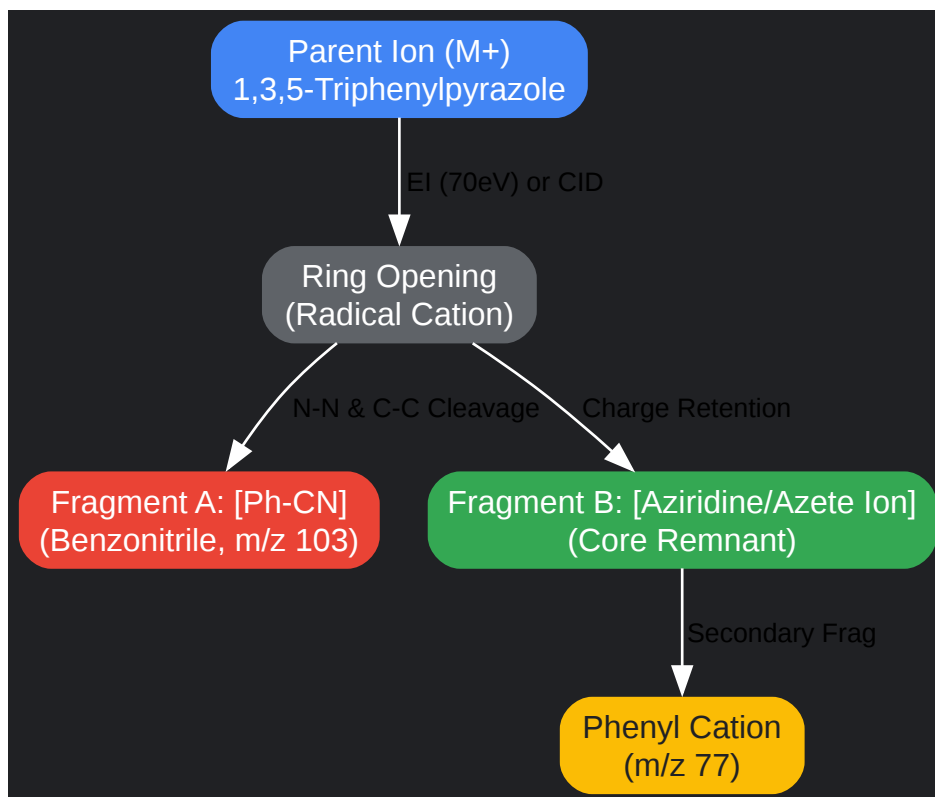 Parent Ion (M+)
1,3,5-Triphenylpyrazole
EI (70eV) or CID
Ring Opening
(Radical Cation)
N-N & C-C Cleavage
Charge Retention
Fragment A: [Ph-CN]
(Benzonitrile, m/z 103)
Fragment B: [Aziridine/Azete Ion]
(Core Remnant)
Secondary Frag
Phenyl Cation
(m/z 77)